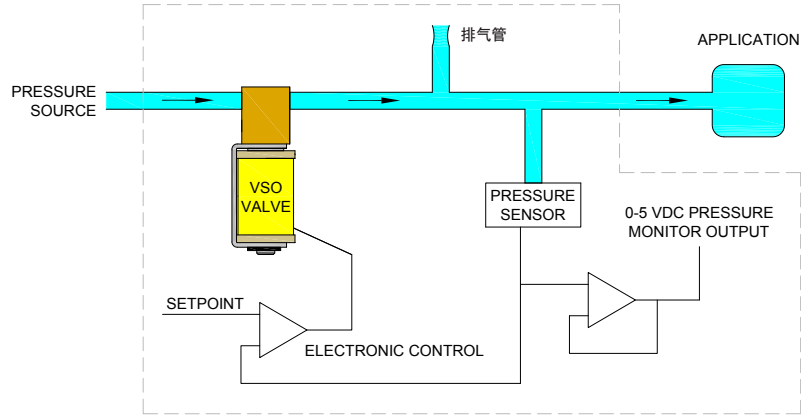 排气管
APPLICATION
PRESSURE
SOURCE
VSO
VALVE
PRESSURE
SENSOR
0-5 VDC PRESSURE
MONITOR OUTPUT
SETPOINT
ELECTRONIC CONTROL